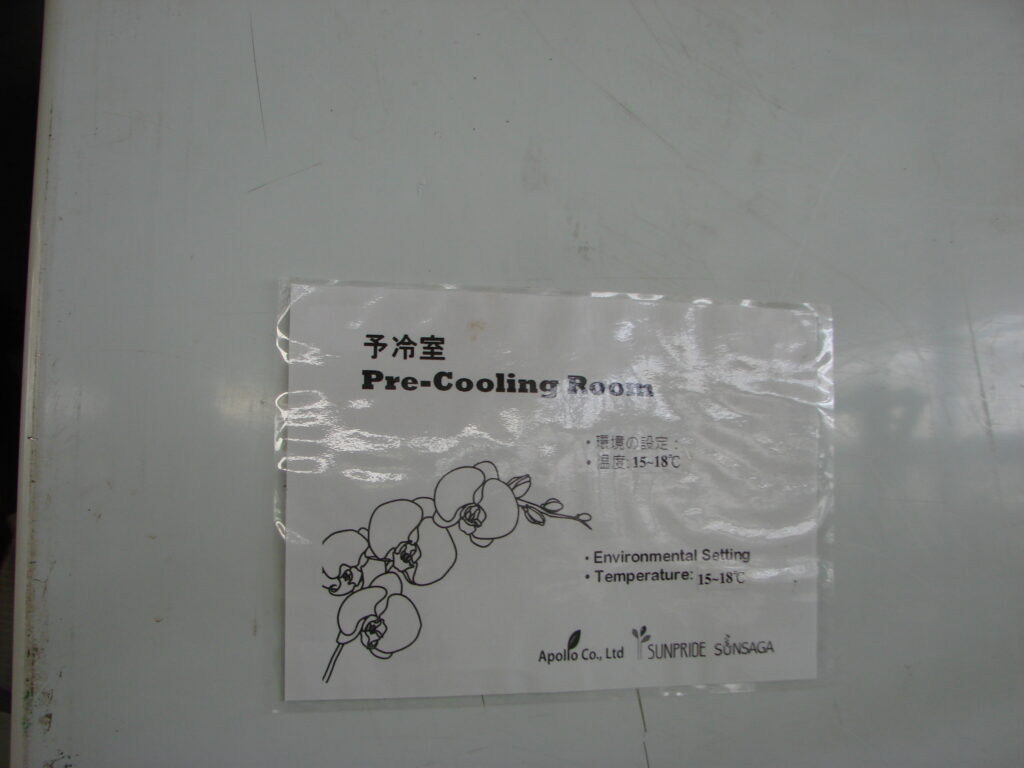 予冷室
Pre-Cooling Room
・環境の設定：
・温度: 15~18℃
・Environmental Setting
・Temperature: 15~18℃
Apollo Co., Ltd SUNPRIDE SUNSAGA